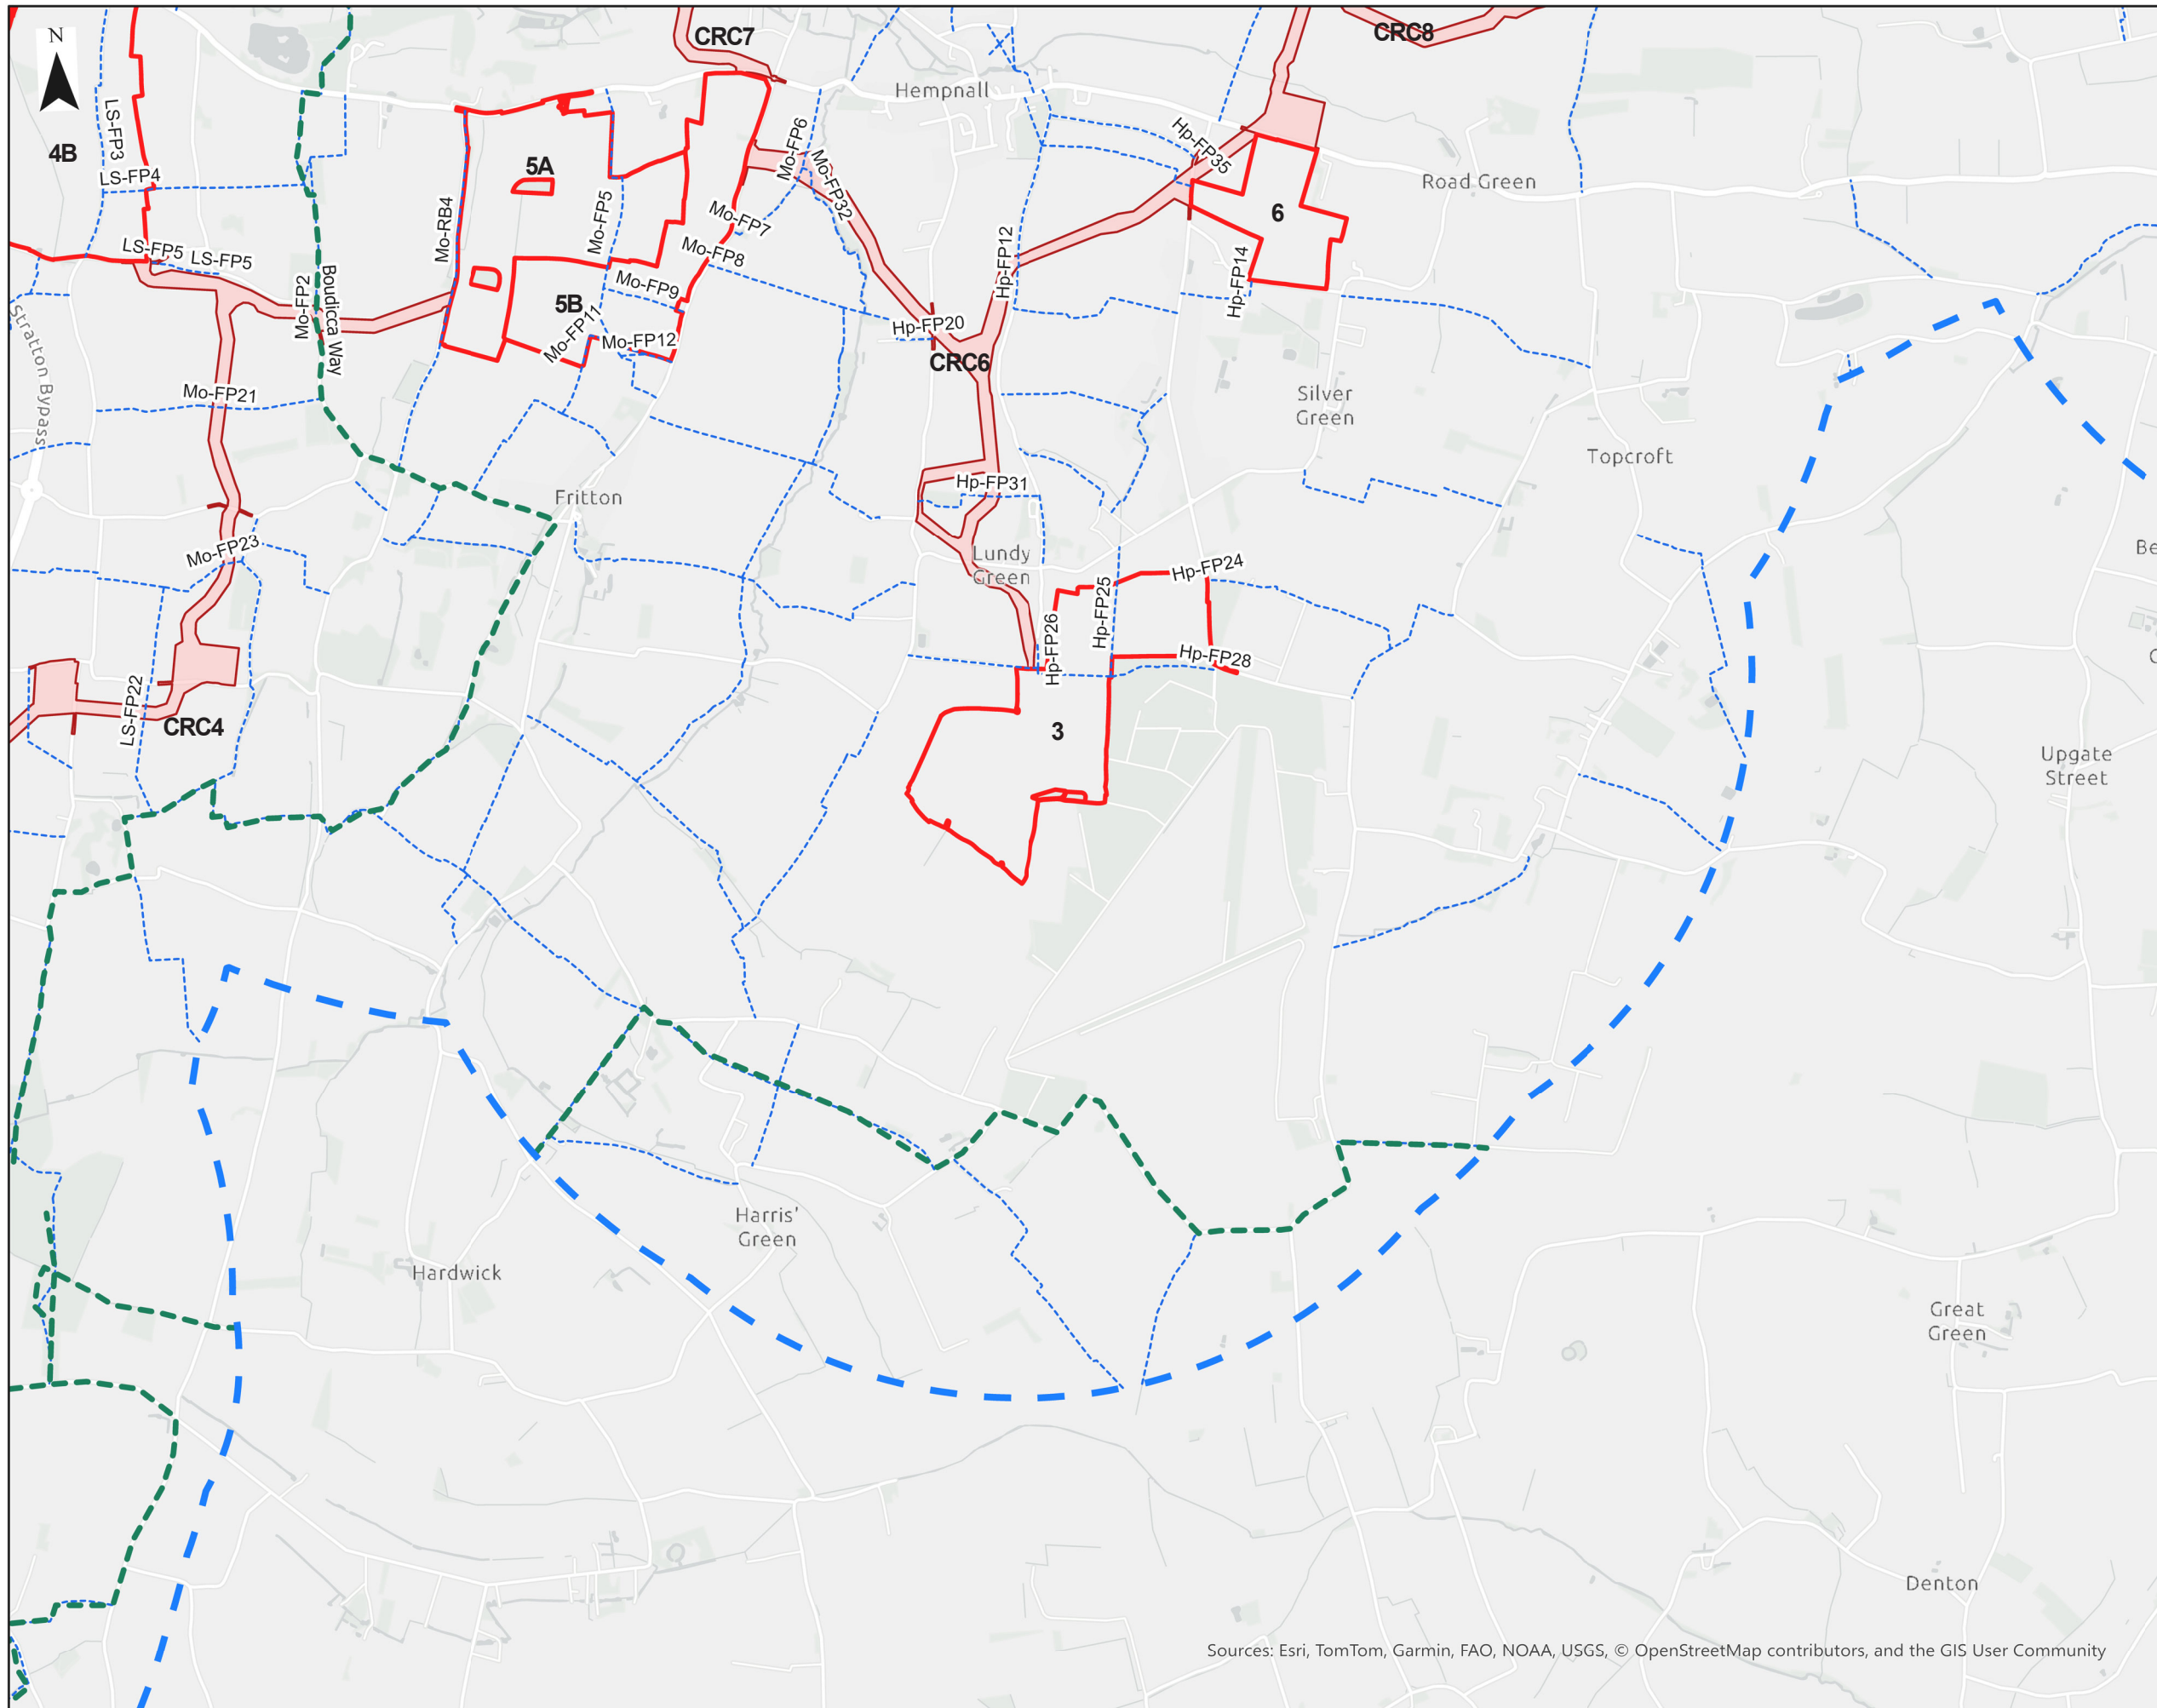 CRC7
CRC8
N
Hempnall
LS-FP3
4B
Hp-FP35
Mo-FP6
5A
LS-FP4
Mo-FP32
Road Green
Mo-RB4
Mo-FP5
Mo-FP7
6
LS-FP5
LS-FP5
Mo-FP8
Hp-FP12
Hp-FP14
Mo-FP2
Boudicca Way
Mo-FP9
5B
Mo-FP11
Mo-FP12
Hp-FP20
CRC6
Stratton Bypass
Mo-FP21
Silver
Green
Topcroft
Hp-FP31
Fritton
Mo-FP23
Lundy
Green
Hp-FP24
Hp-FP25
Hp-FP26
Hp-FP28
Be
LS-FP22
CRC4
3
Upgate
Street
Harris'
Green
Hardwick
Great
Green
Denton
Sources: Esri, TomTom, Garmin, FAO, NOAA, USGS, © OpenStreetMap contributors, and the GIS User Community